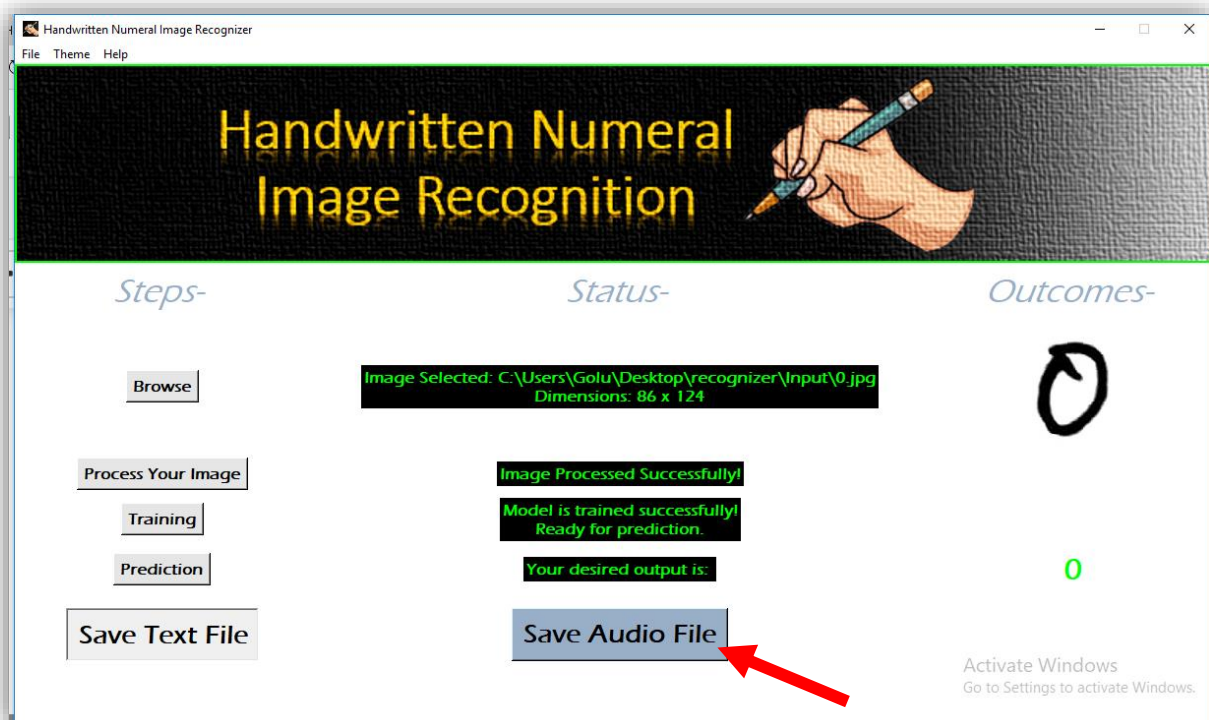 Handwritten Numeral Image Recognizer
File Theme Help
Handwritten Numeral
Image Recognition
Steps-
Status-
Outcomes-
Browse
Image Selected: C:\Users\Golu\Desktop\recognizer\Input\0.jpg
Dimensions: 86 x 124
0
Process Your Image
Image Processed Successfully!
Training
Model is trained successfully!
Ready for prediction.
Prediction
Your desired output is:
0
Save Text File
Save Audio File
Activate Windows
Go to Settings to activate Windows.